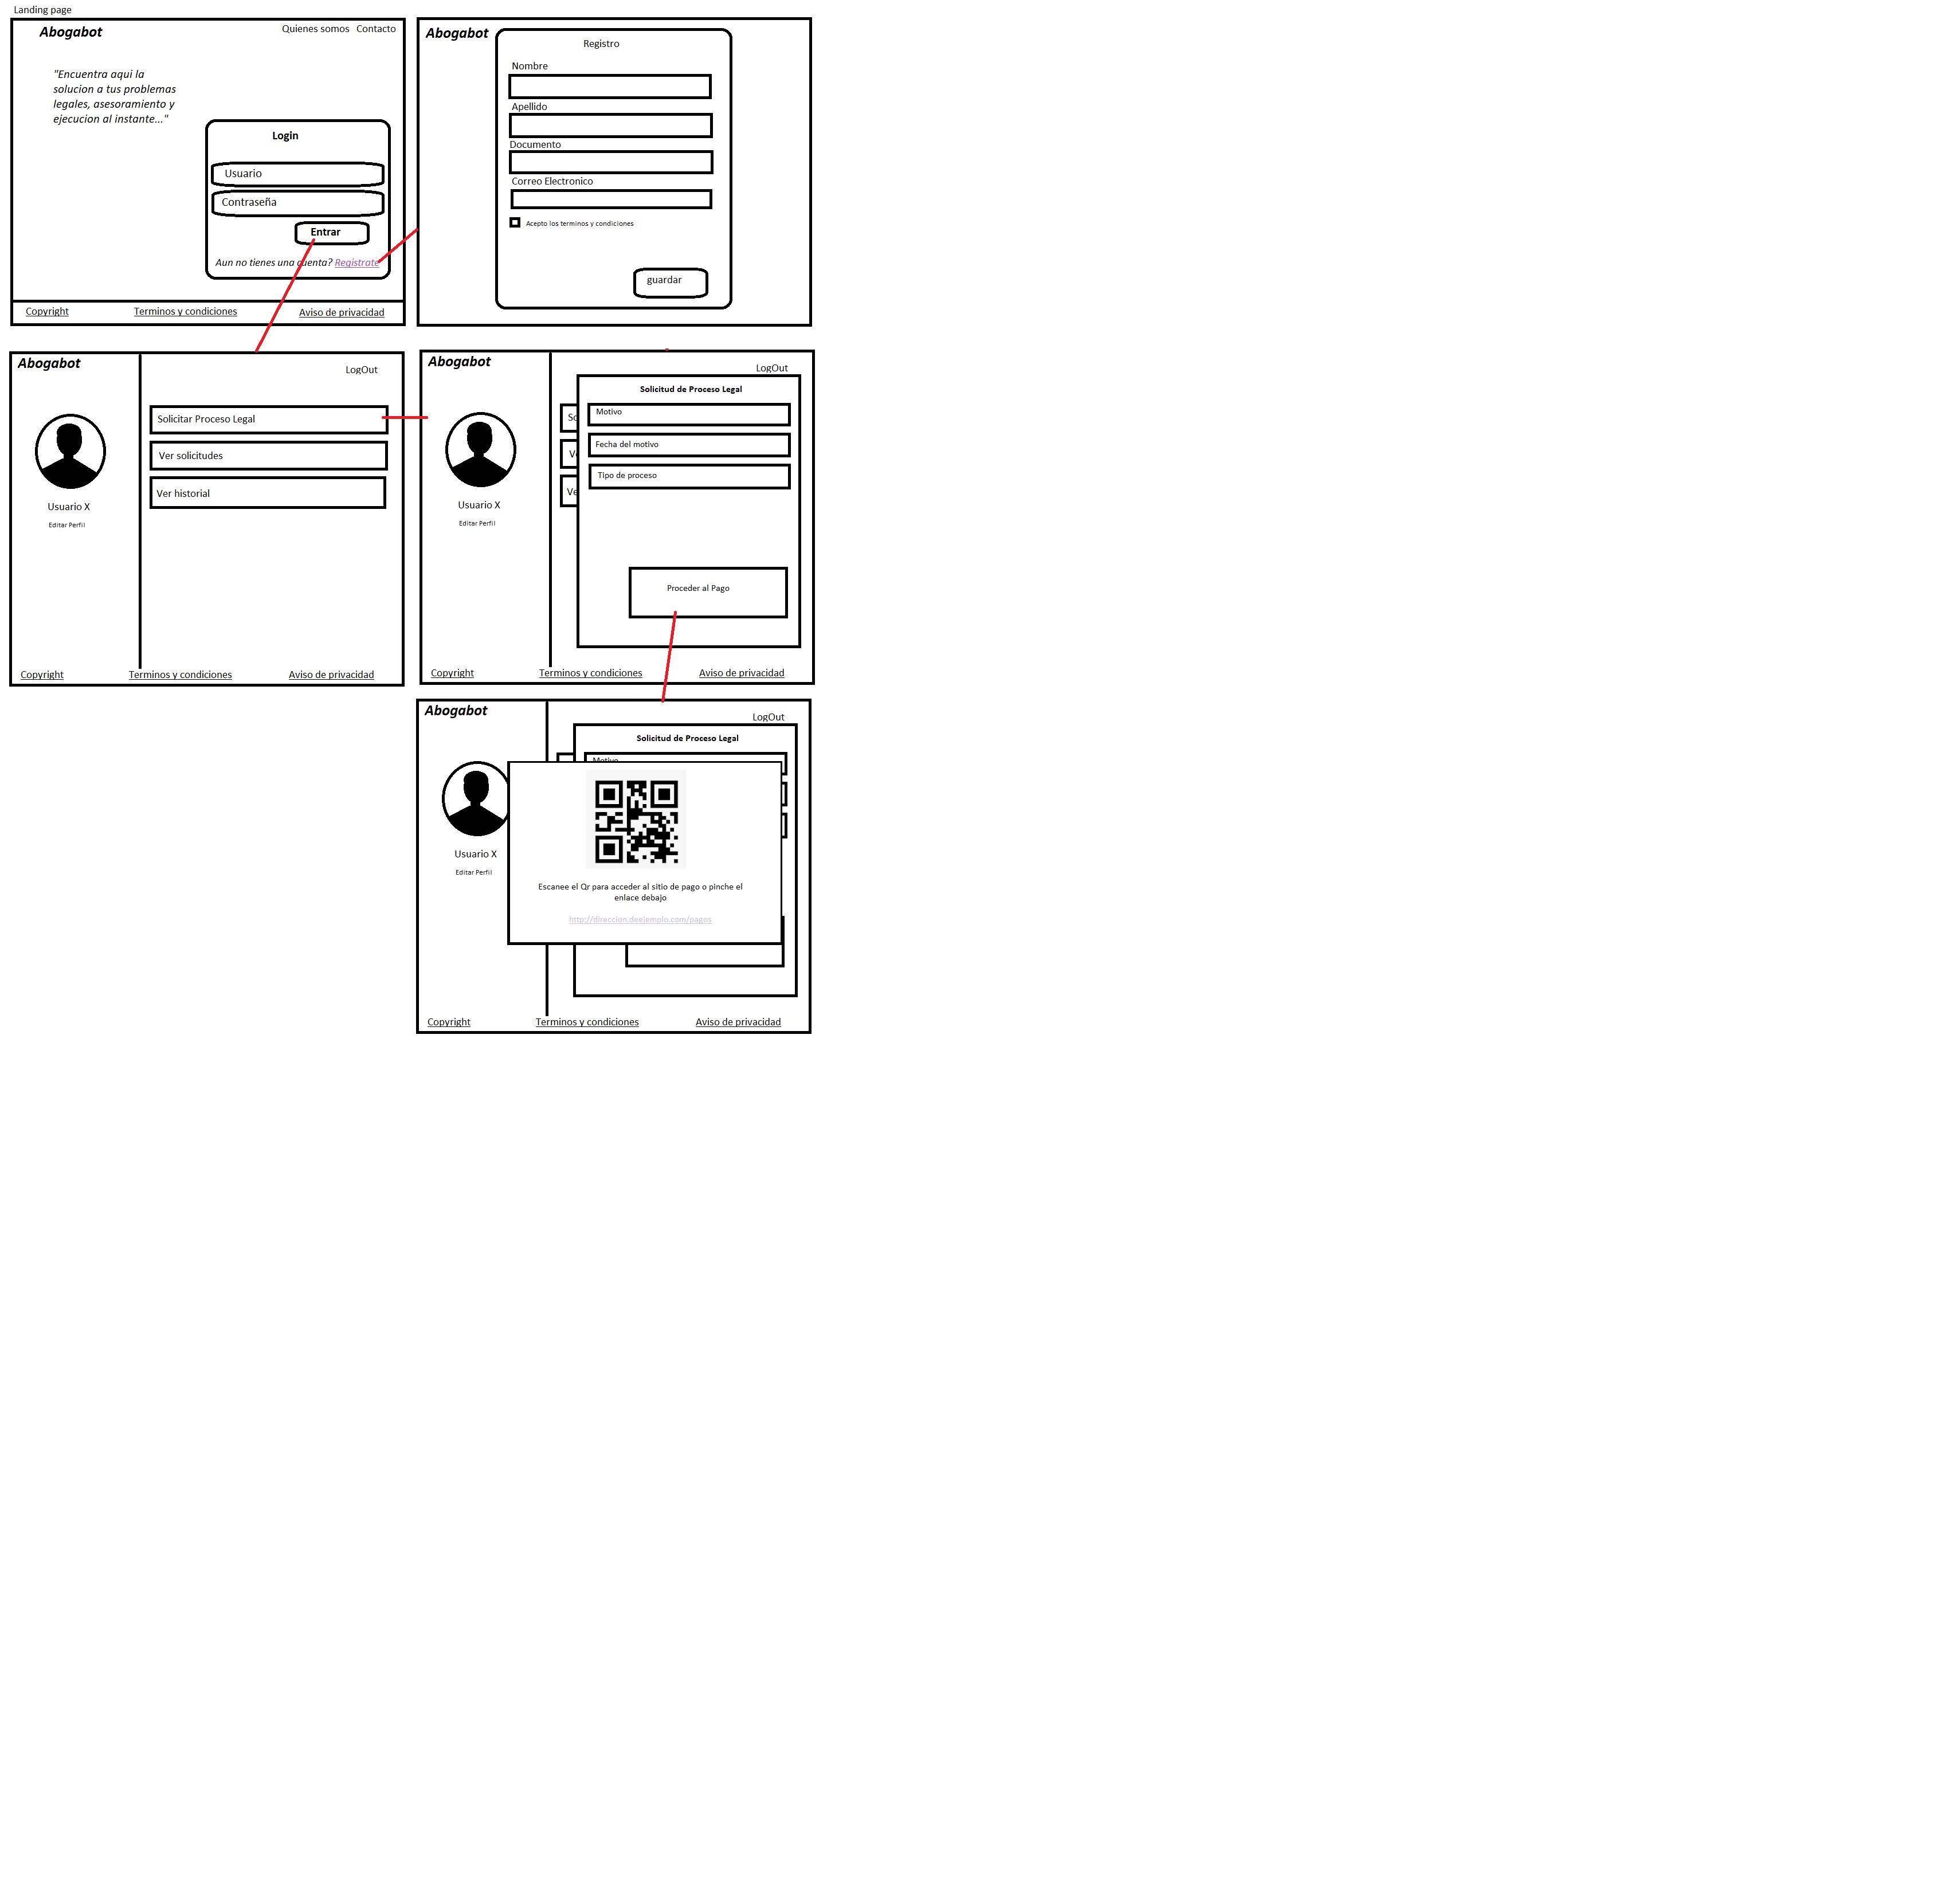 Landing page
Abogabot
Quienes somos Contacto
"Encuentra aqui la
solucion a tus problemas
legales, asesoramiento y
ejecucion al instante..."
Login
Usuario
Contraseña
Entrar
Aun no tienes una cuenta? Registrate
Copyright
Terminos y condiciones
Aviso de privacidad
Abogabot
Registro
Nombre
Apellido
Documento
Correo Electronico
Acepto los terminos y condiciones
guardar
Abogabot
LogOut
Solicitar Proceso Legal
Ver solicitudes
Ver historial
Usuario X
Editar Perfil
Copyright
Terminos y condiciones
Aviso de privacidad
Abogabot
LogOut
Solicitud de Proceso Legal
Motivo
Fecha del motivo
Tipo de proceso
So
Ve
Ve
Usuario X
Editar Perfil
Proceder al Pago
Copyright
Terminos y condiciones
Aviso de privacidad
Abogabot
LogOut
Solicitud de Proceso Legal
Motivo
Usuario X
Editar Perfil
Escanee el Qr para acceder al sitio de pago o pinche el
enlace debajo
http://direccion.deejemplo.com/pagos
Copyright
Terminos y condiciones
Aviso de privacidad